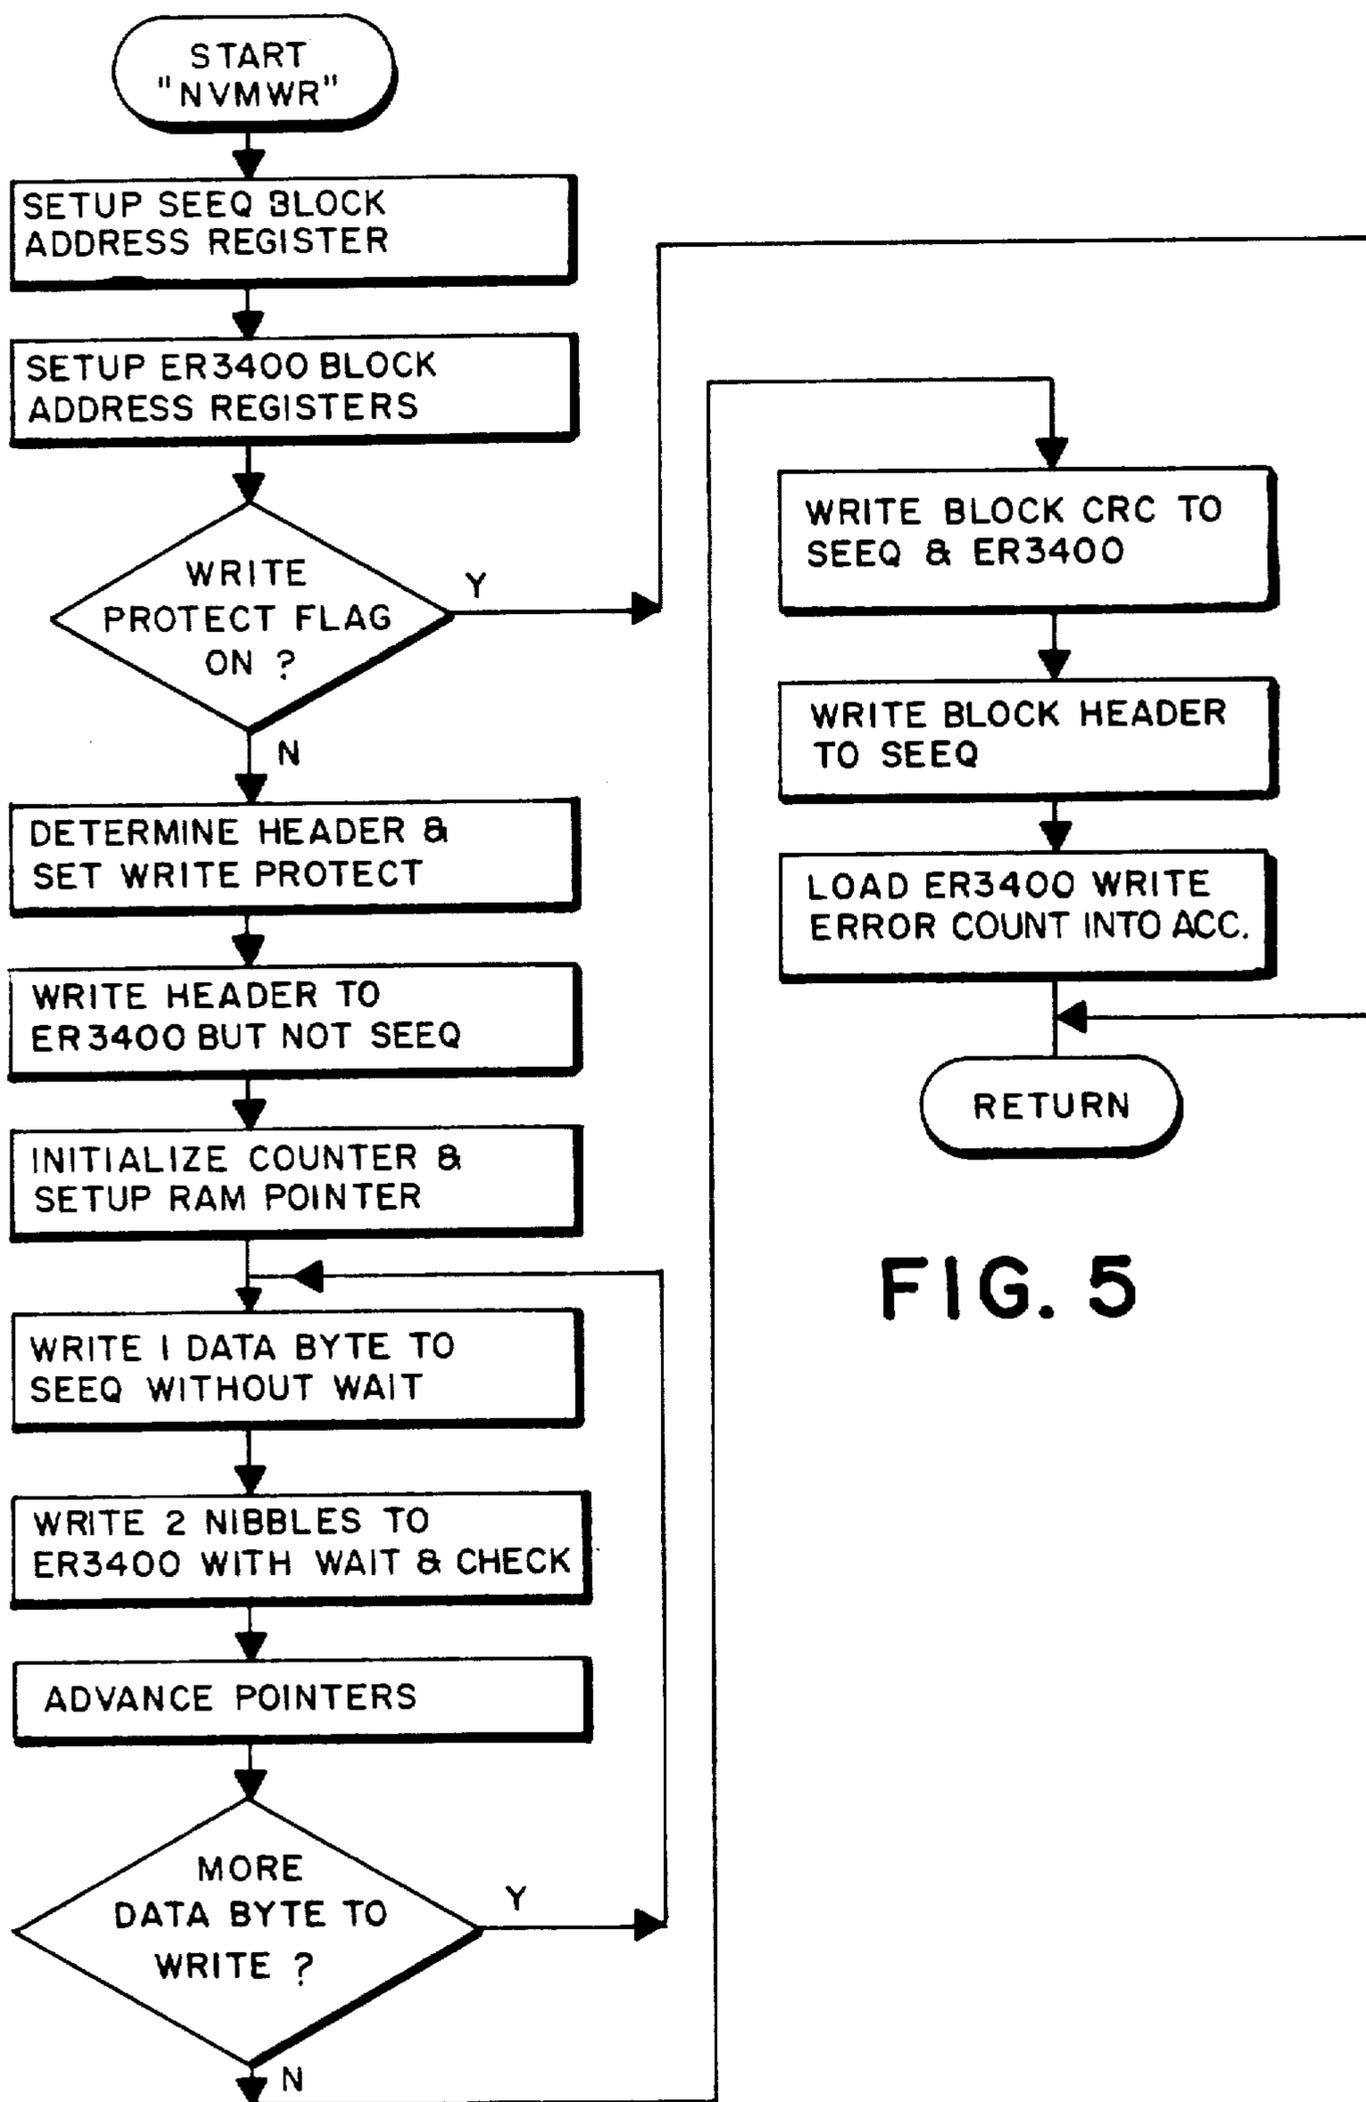 START
"NVMWR"
SETUP SEEQ BLOCK
ADDRESS REGISTER
SETUP ER3400 BLOCK
ADDRESS REGISTERS
WRITE
PROTECT FLAG
ON ?
Y
N
DETERMINE HEADER &
SET WRITE PROTECT
WRITE HEADER TO
ER3400 BUT NOT SEEQ
INITIALIZE COUNTER &
SETUP RAM POINTER
WRITE 1 DATA BYTE TO
SEEQ WITHOUT WAIT
WRITE 2 NIBBLES TO
ER3400 WITH WAIT & CHECK
ADVANCE POINTERS
MORE
DATA BYTE TO
WRITE ?
Y
N
WRITE BLOCK CRC TO
SEEQ & ER3400
WRITE BLOCK HEADER
TO SEEQ
LOAD ER3400 WRITE
ERROR COUNT INTO ACC.
RETURN
FIG. 5